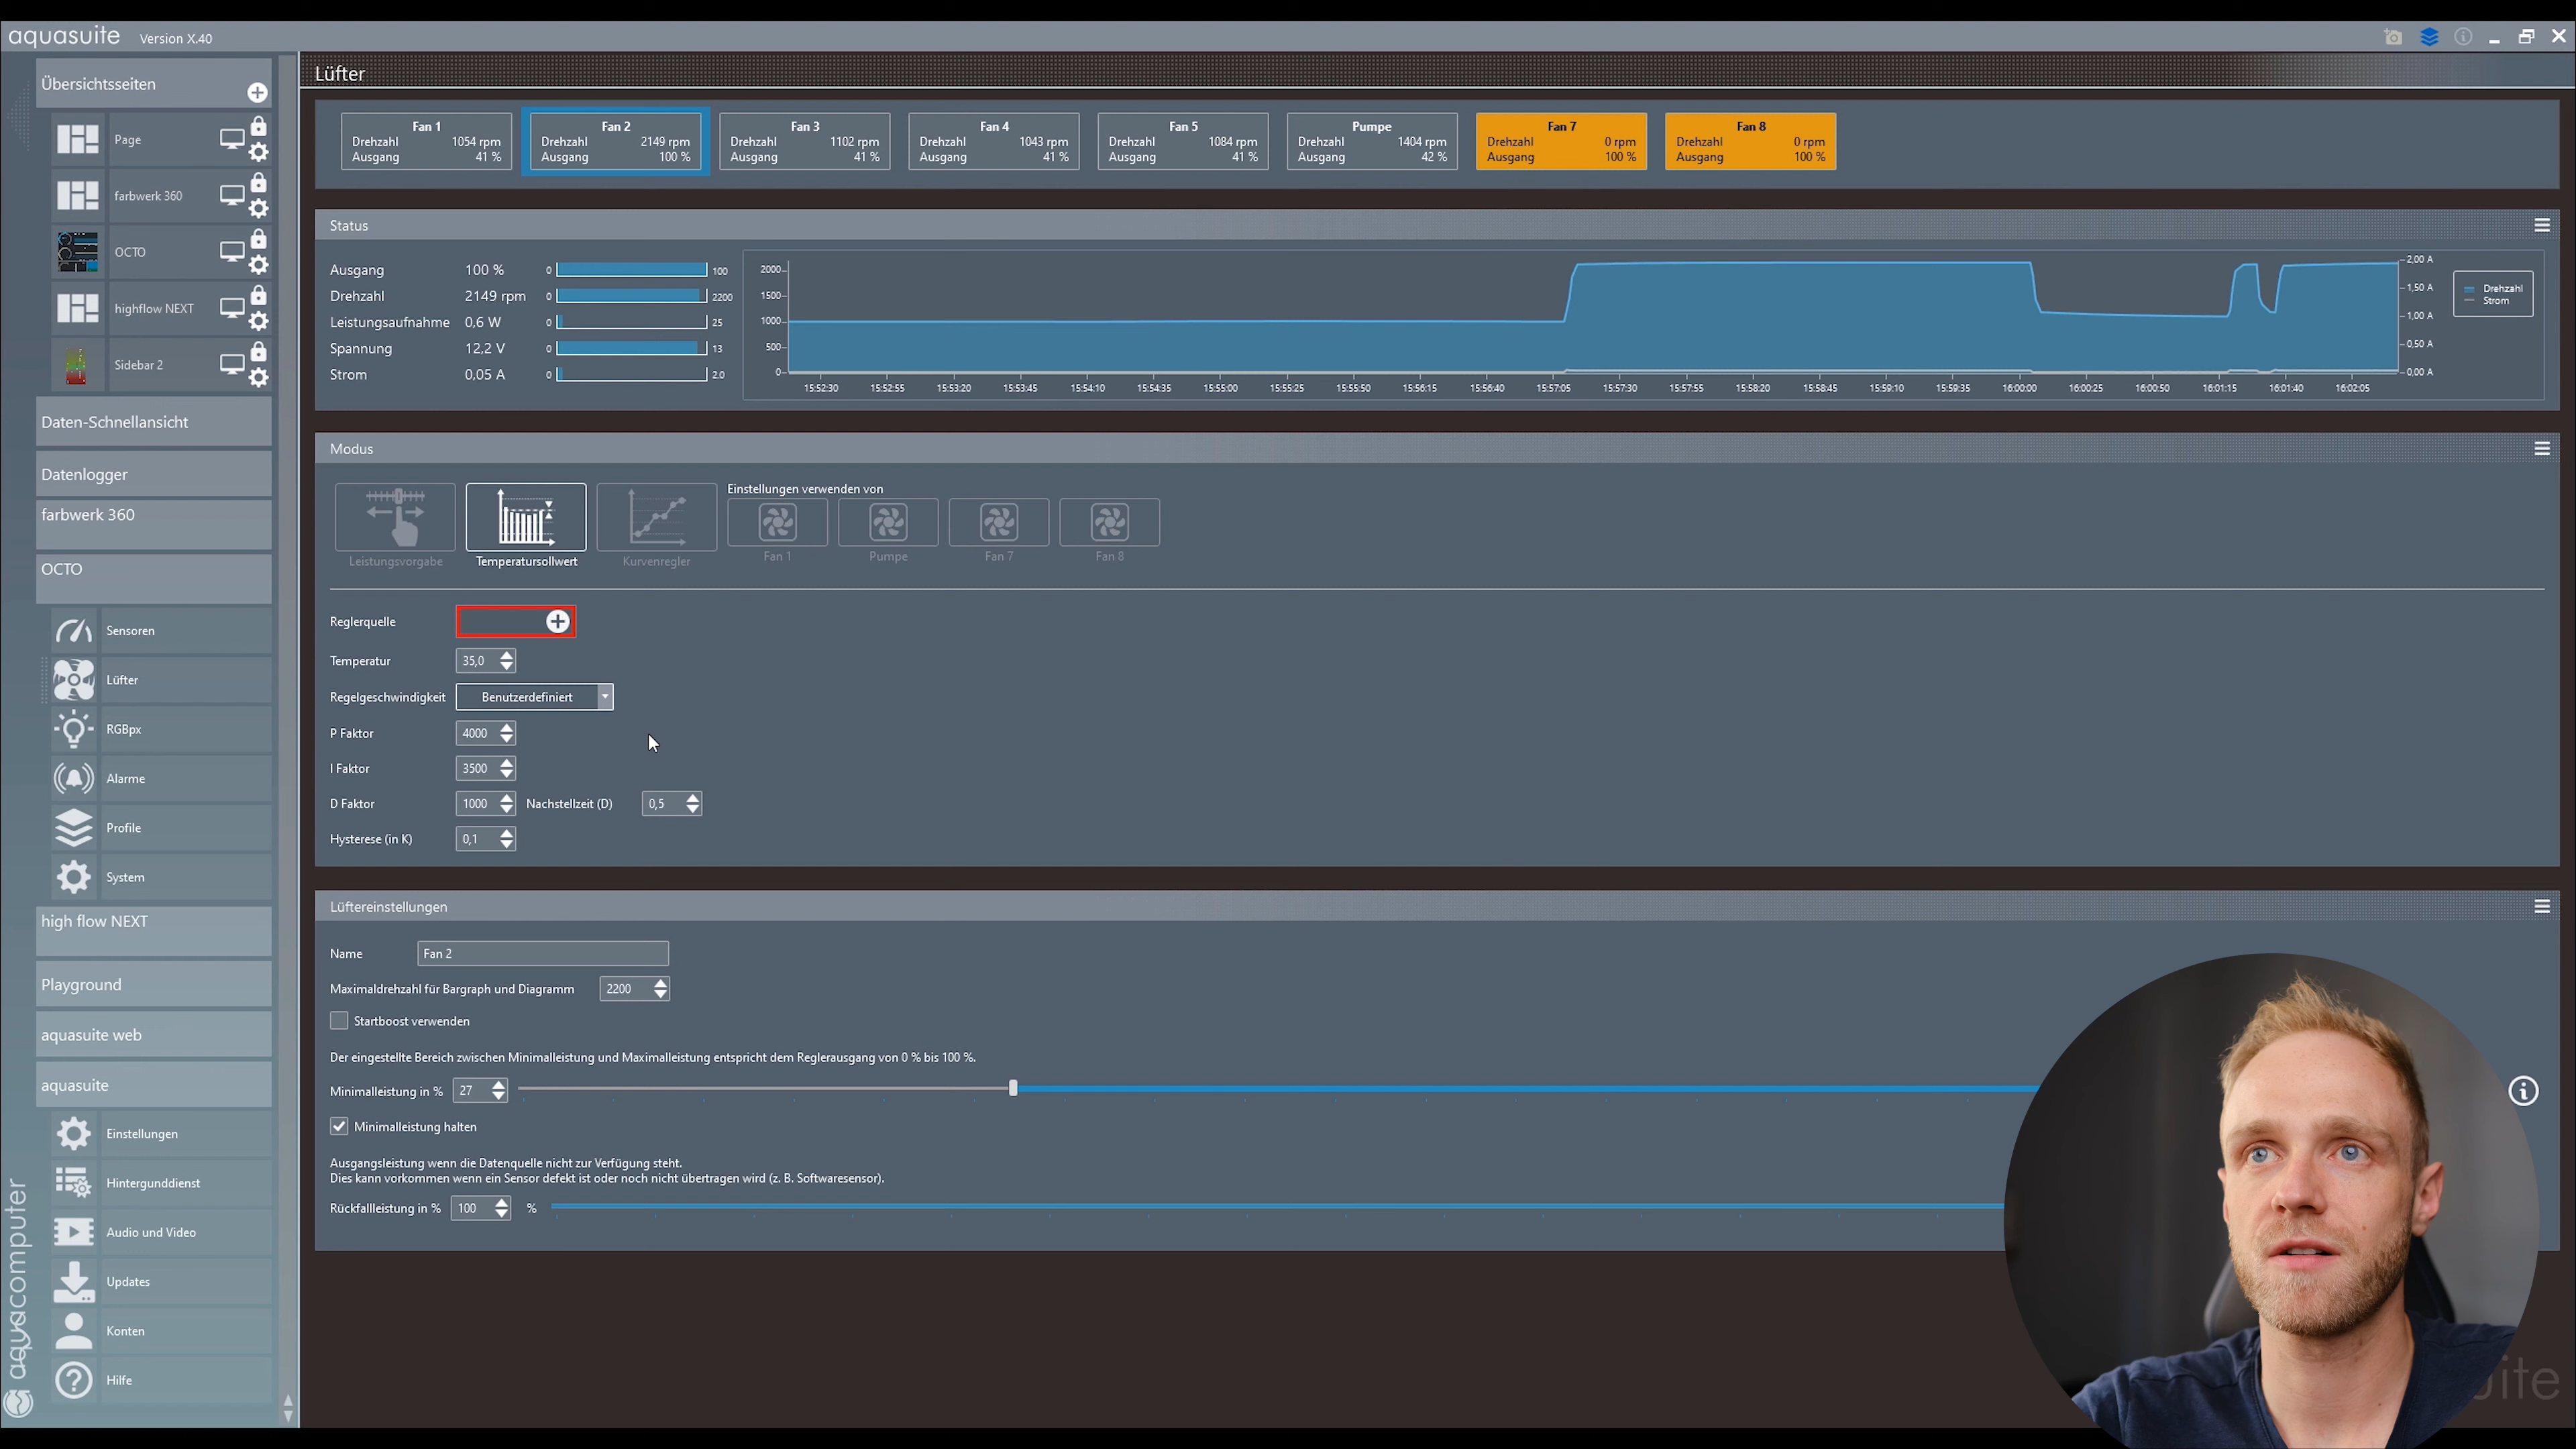 aquasuite Version X.40
Übersichtsseiten
Page
farbwerk 360
OCTO
highflow NEXT
Sidebar 2
Daten-Schnellansicht
Datenlogger
farbwerk 360
OCTO
Sensoren
Lüfter
RGBpx
Alarme
Profile
System
high flow NEXT
Playground
aquasuite web
aquasuite
Einstellungen
Hintergunddienst
Audio und Video
Updates
Konten
Hilfe
aquacomputer
Lüfter
Fan 1
Drehzahl 1054 rpm
Ausgang 41 %
Fan 2
Drehzahl 2149 rpm
Ausgang 100 %
Fan 3
Drehzahl 1102 rpm
Ausgang 41 %
Fan 4
Drehzahl 1043 rpm
Ausgang 41 %
Fan 5
Drehzahl 1084 rpm
Ausgang 41 %
Pumpe
Drehzahl 1404 rpm
Ausgang 42 %
Fan 7
Drehzahl 0 rpm
Ausgang 100 %
Fan 8
Drehzahl 0 rpm
Ausgang 100 %
Status
Ausgang 100 % 0 100
Drehzahl 2149 rpm 0 2200
Leistungsaufnahme 0,6 W 0 25
Spannung 12,2 V 0 13
Strom 0,05 A 0 2.0
2000
1500
1000
500
0
2,00 A
1,50 A
1,00 A
0,50 A
0,00 A
15:52:30 15:52:55 15:53:20 15:53:45 15:54:10 15:54:35 15:55:00 15:55:25 15:55:50 15:56:15 15:56:40 15:57:05 15:57:30 15:57:55 15:58:20 15:58:45 15:59:10 15:59:35 16:00:00 16:00:25 16:00:50 16:01:15 16:01:40 16:02:05
Drehzahl
Strom
Modus
Leistungsvorgabe
Temperatursollwert
Kurvenregler
Einstellungen verwenden von
Fan 1
Pumpe
Fan 7
Fan 8
Reglerquelle
Temperatur 35,0
Regelgeschwindigkeit Benutzerdefiniert
P Faktor 4000
I Faktor 3500
D Faktor 1000 Nachstellzeit (D) 0,5
Hysterese (in K) 0,1
Lüftereinstellungen
Name Fan 2
Maximaldrehzahl für Bargraph und Diagramm 2200
Startboost verwenden
Der eingestellte Bereich zwischen Minimalleistung und Maximalleistung entspricht dem Reglerausgang von 0 % bis 100 %.
Minimalleistung in % 27
Minimalleistung halten
Ausgangsleistung wenn die Datenquelle nicht zur Verfügung steht.
Dies kann vorkommen wenn ein Sensor defekt ist oder noch nicht übertragen wird (z. B. Softwaresensor).
Rückfallleistung in % 100 %